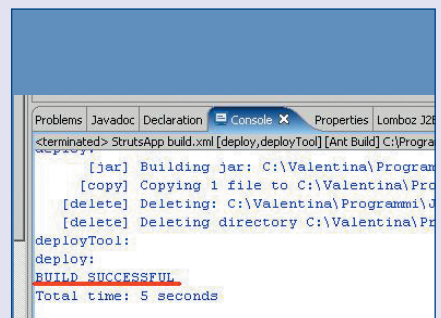 Problems Javadoc Declaration Console Properties Lomboz J2E
<terminated> StrutsApp build.xml [deploy,deployTool] [Ant Build] C:\Progra
deploy:
[jar] Building jar: C:\Valentina\Program
[copy] Copying 1 file to C:\Valentina\Pro
[delete] Deleting: C:\Valentina\Programmi\J
[delete] Deleting directory C:\Valentina\Pr
deployTool:
deploy:
BUILD SUCCESSFUL
Total time: 5 seconds